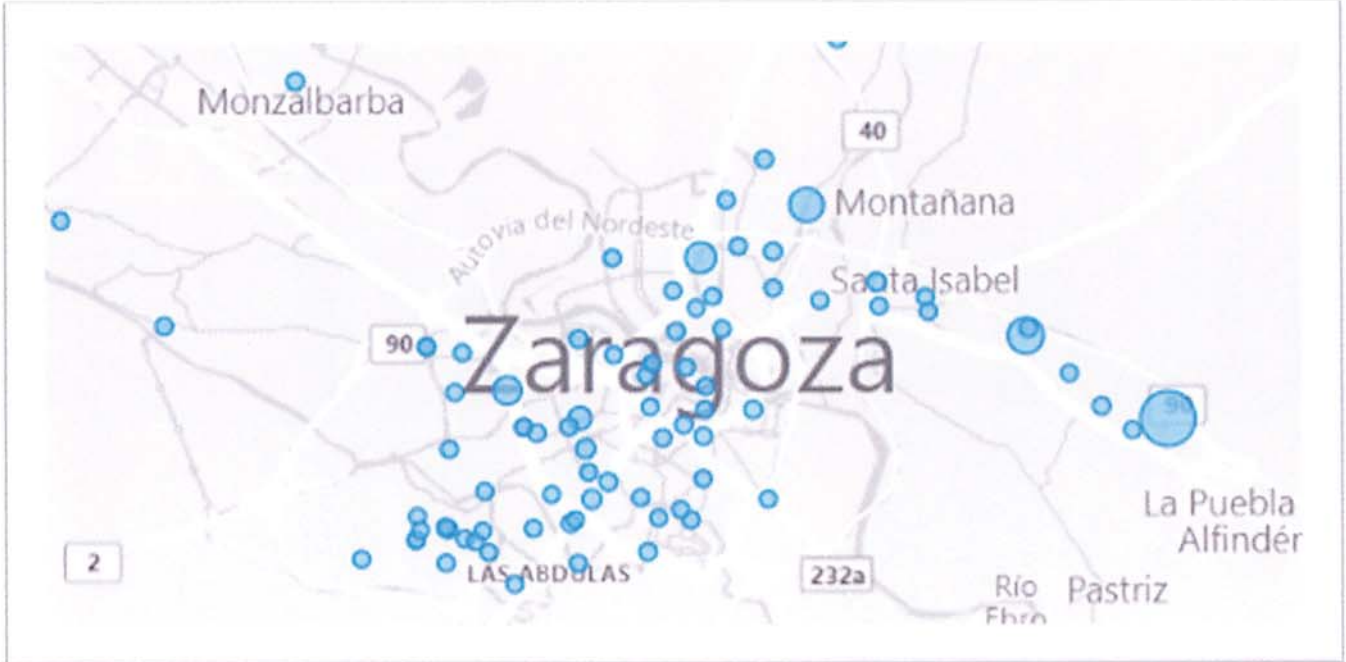 Monzalbarba
40
Montañana
Autovia del Nordeste
Santa Isabel
90
Zaragoza
90
La Puebla
Alfindér
2
LAS ABDULAS
232a
Río
Ebro
Pastriz